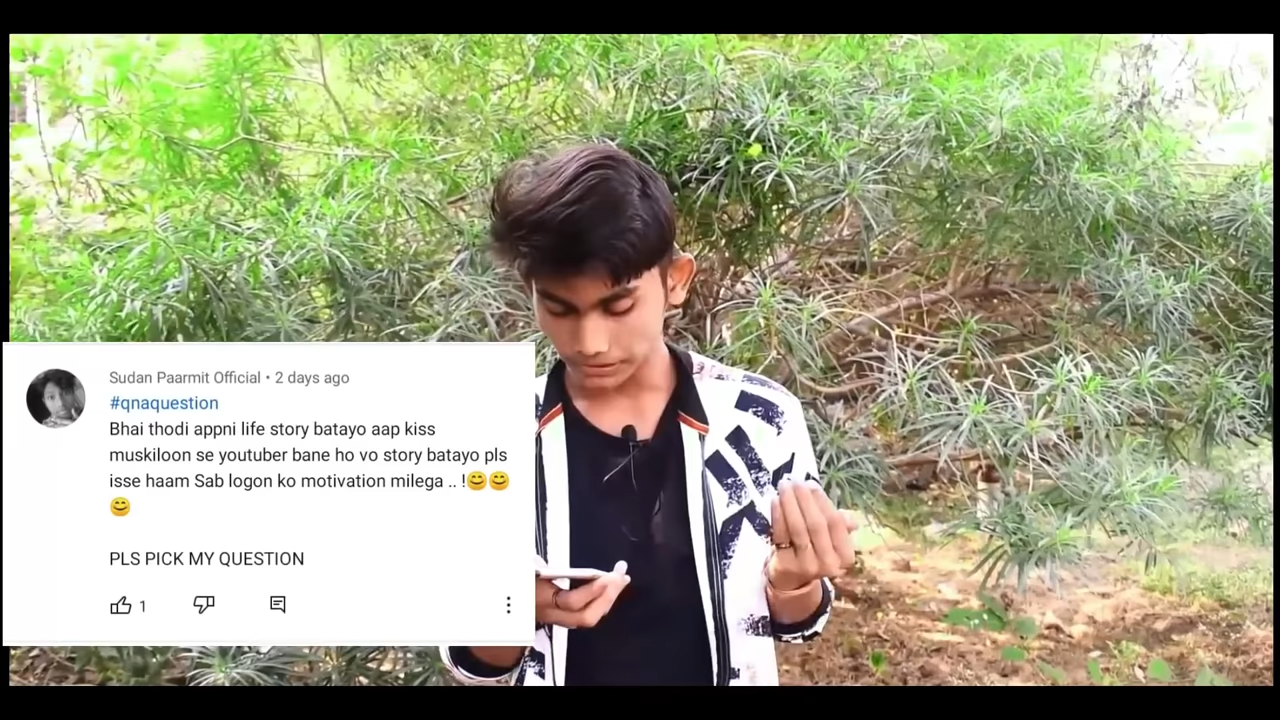 Sudan Paarmit Official • 2 days ago
#qnaquestion
Bhai thodi appni life story batayo aap kiss
muskiloon se youtuber bane ho vo story batayo pls
isse haam Sab logon ko motivation milega .. !😊😊
😊
PLS PICK MY QUESTION
1